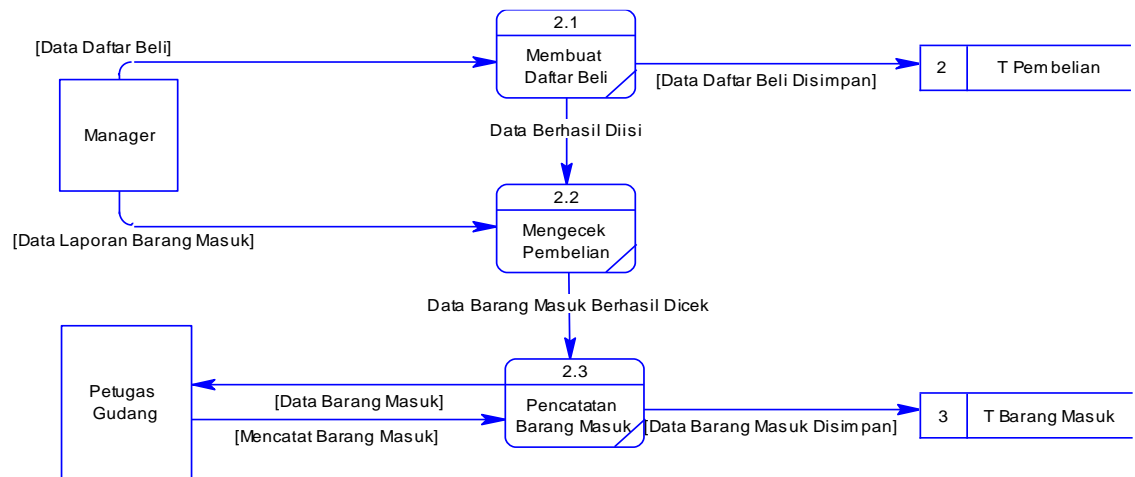 2.1
[Data Daftar Beli]
Membuat
Daftar Beli
2
T Pembelian
[Data Daftar Beli Disimpan]
Manager
Data Berhasil Diisi
2.2
Mengecek
Pembelian
[Data Laporan Barang Masuk]
Data Barang Masuk Berhasil Dicek
2.3
Petugas
Gudang
[Data Barang Masuk]
[Mencatat Barang Masuk]
Pencatatan
Barang Masuk
[Data Barang Masuk Disimpan]
3
T Barang Masuk